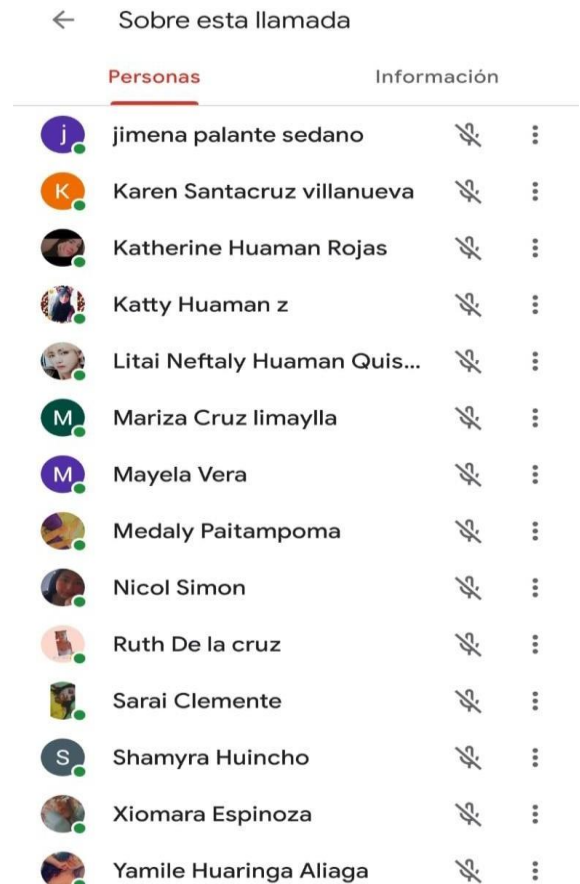 Sobre esta llamada
Personas Información
j jimena palante sedano
K Karen Santacruz villanueva
Katherine Huaman Rojas
Katty Huaman z
Litai Neftaly Huaman Quis...
M Mariza Cruz limaylla
M Mayela Vera
Medaly Paitampoma
Nicol Simon
Ruth De la cruz
Sarai Clemente
S Shamyra Huincho
Xiomara Espinoza
Yamile Huaringa Aliaga